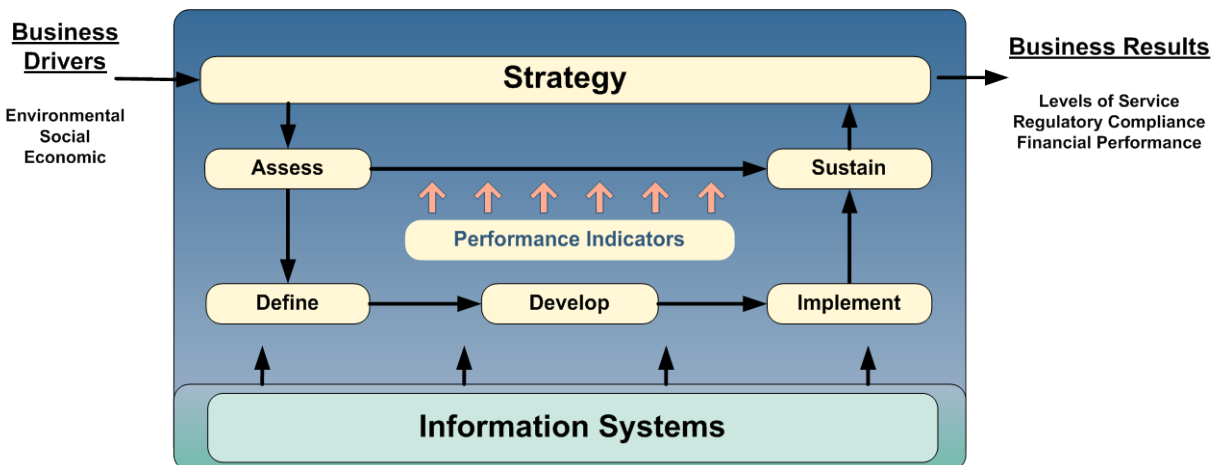 Business
Drivers
Environmental
Social
Economic
Strategy
Business Results
Levels of Service
Regulatory Compliance
Financial Performance
Assess
Sustain
Performance Indicators
Define
Develop
Implement
Information Systems